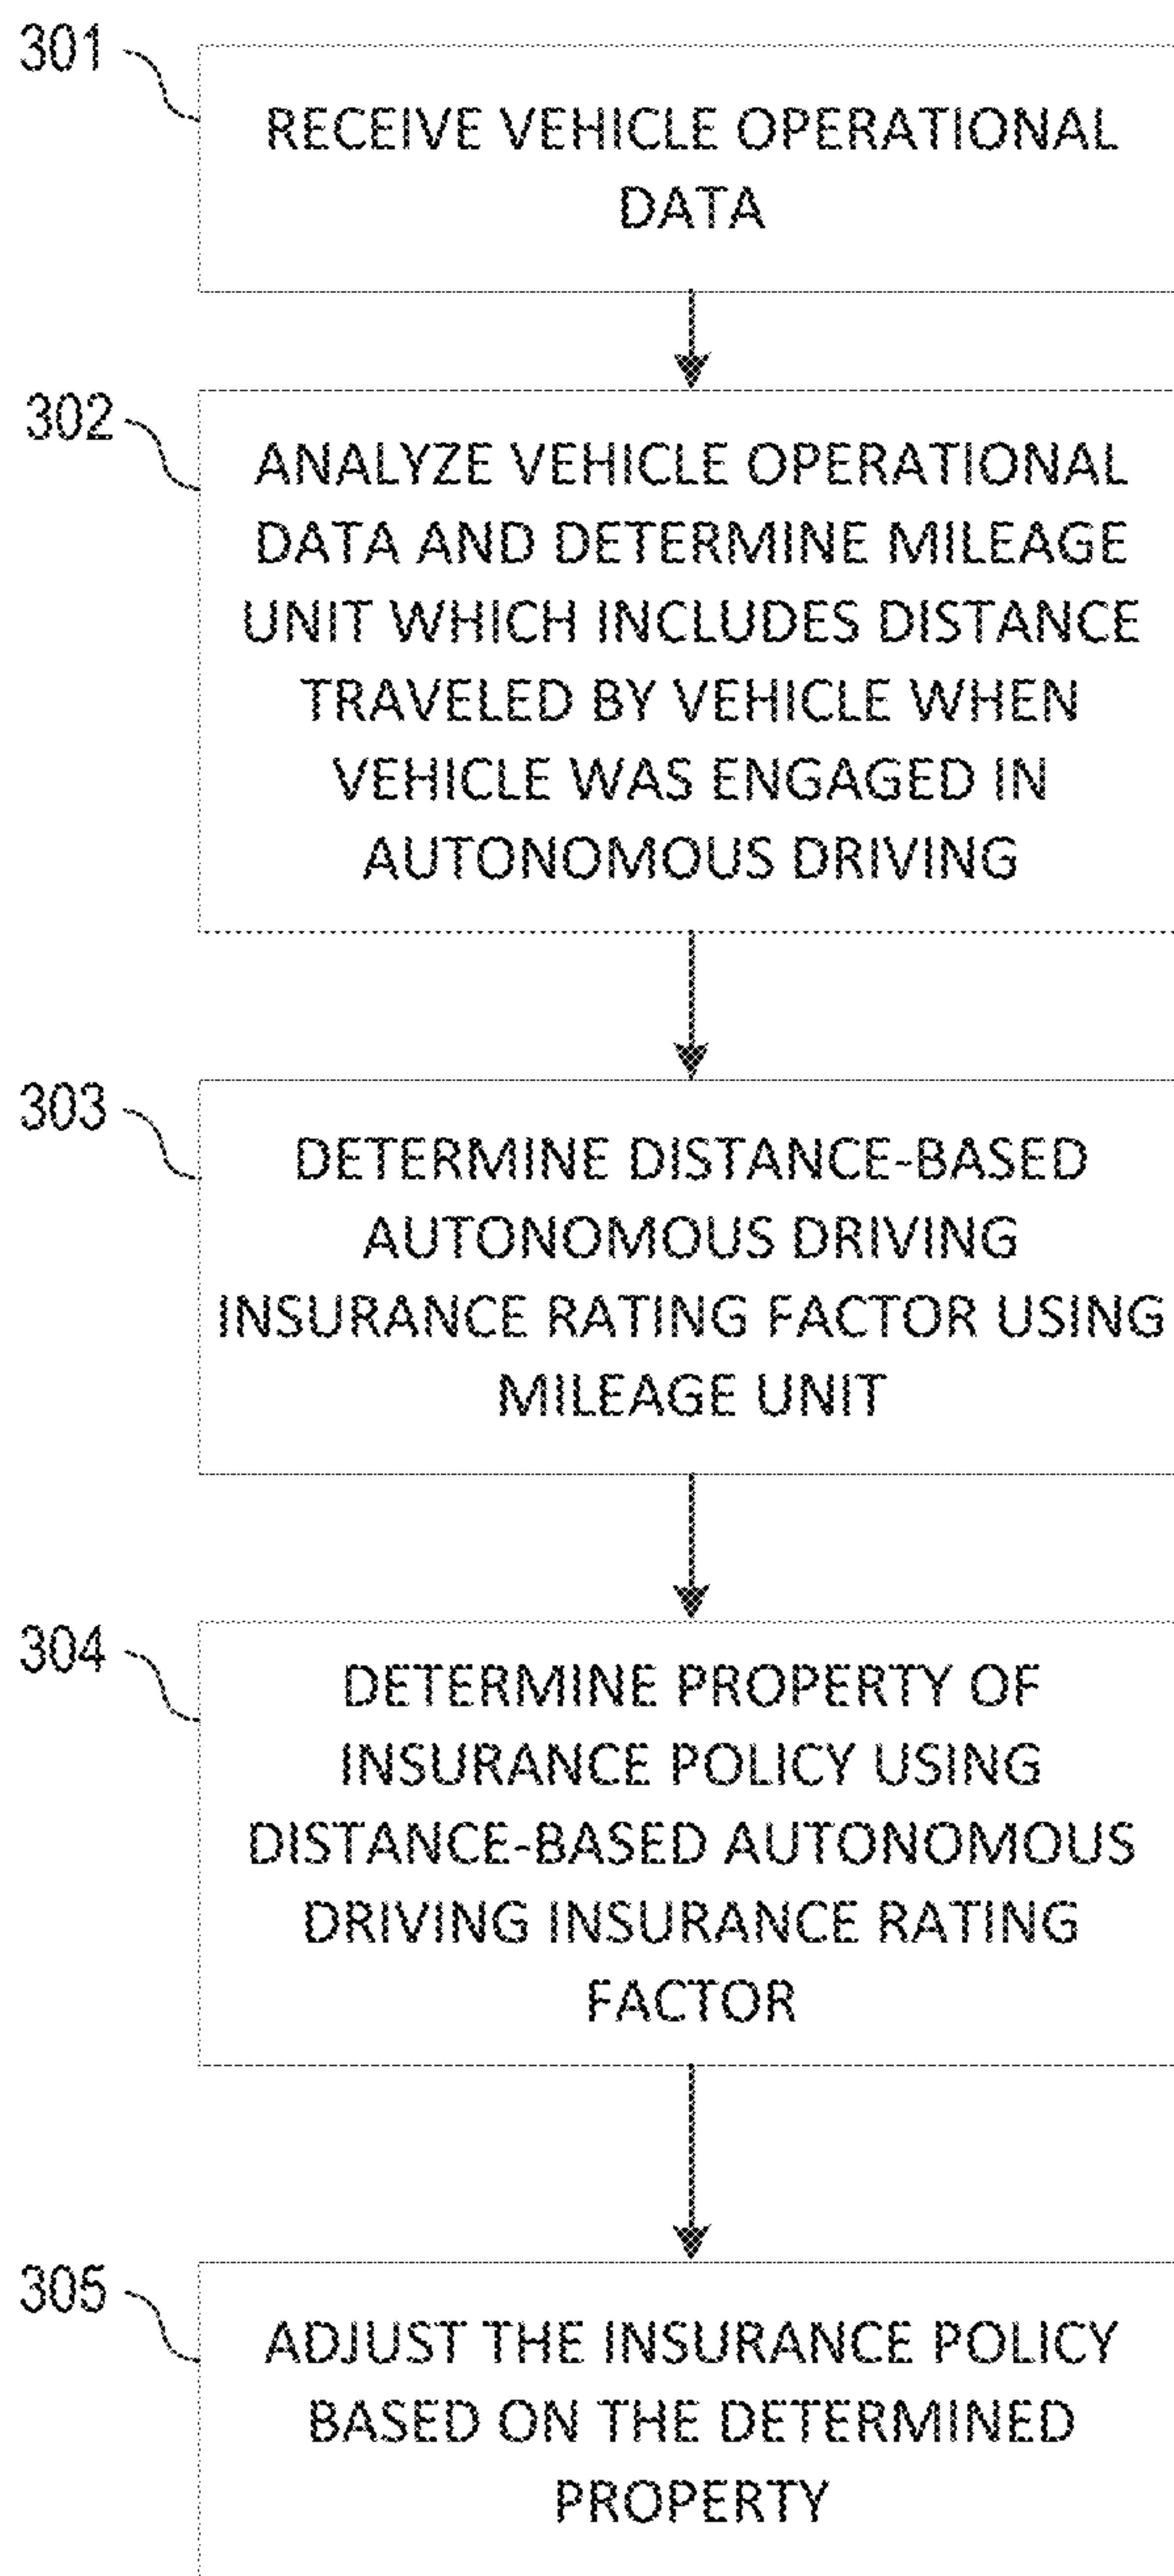 301
RECEIVE VEHICLE OPERATIONAL
DATA
302
ANALYZE VEHICLE OPERATIONAL
DATA AND DETERMINE MILEAGE
UNIT WHICH INCLUDES DISTANCE
TRAVELED BY VEHICLE WHEN
VEHICLE WAS ENGAGED IN
AUTONOMOUS DRIVING
303
DETERMINE DISTANCE-BASED
AUTONOMOUS DRIVING
INSURANCE RATING FACTOR USING
MILEAGE UNIT
304
DETERMINE PROPERTY OF
INSURANCE POLICY USING
DISTANCE-BASED AUTONOMOUS
DRIVING INSURANCE RATING
FACTOR
305
ADJUST THE INSURANCE POLICY
BASED ON THE DETERMINED
PROPERTY